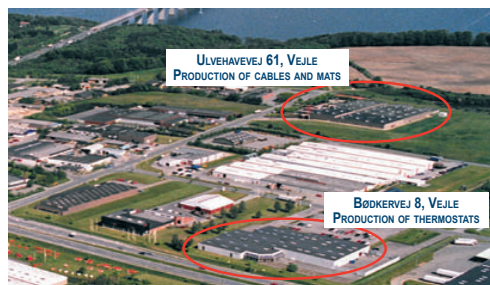 Ulvehavevej 61, Vejle
Production of cables and mats
Bødkervej 8, Vejle
Production of thermostats